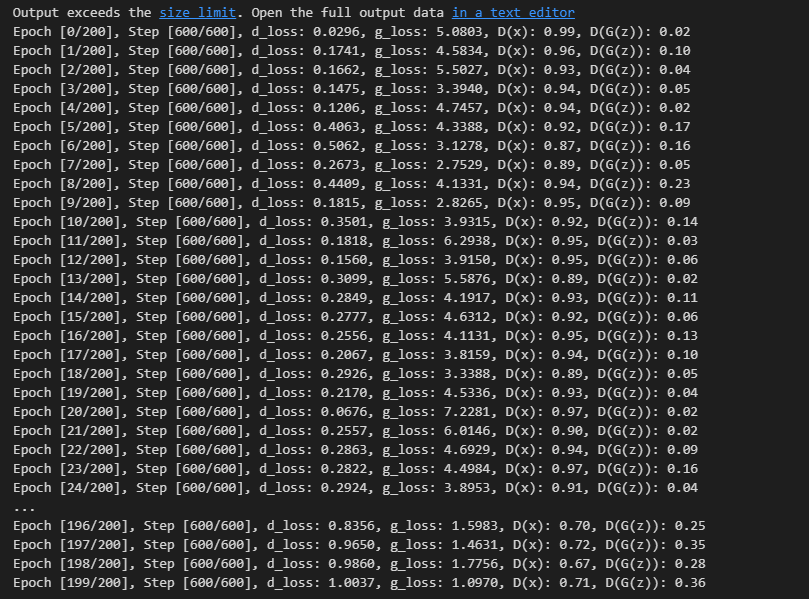 Output exceeds the size limit. Open the full output data in a text editor
Epoch [0/200], Step [600/600], d_loss: 0.0296, g_loss: 5.0803, D(x): 0.99, D(G(z)): 0.02
Epoch [1/200], Step [600/600], d_loss: 0.1741, g_loss: 4.5834, D(x): 0.96, D(G(z)): 0.10
Epoch [2/200], Step [600/600], d_loss: 0.1662, g_loss: 5.5027, D(x): 0.93, D(G(z)): 0.04
Epoch [3/200], Step [600/600], d_loss: 0.1475, g_loss: 3.3940, D(x): 0.94, D(G(z)): 0.05
Epoch [4/200], Step [600/600], d_loss: 0.1206, g_loss: 4.7457, D(x): 0.94, D(G(z)): 0.02
Epoch [5/200], Step [600/600], d_loss: 0.4063, g_loss: 4.3388, D(x): 0.92, D(G(z)): 0.17
Epoch [6/200], Step [600/600], d_loss: 0.5062, g_loss: 3.1278, D(x): 0.87, D(G(z)): 0.16
Epoch [7/200], Step [600/600], d_loss: 0.2673, g_loss: 2.7529, D(x): 0.89, D(G(z)): 0.05
Epoch [8/200], Step [600/600], d_loss: 0.4409, g_loss: 4.1331, D(x): 0.94, D(G(z)): 0.23
Epoch [9/200], Step [600/600], d_loss: 0.1815, g_loss: 2.8265, D(x): 0.95, D(G(z)): 0.09
Epoch [10/200], Step [600/600], d_loss: 0.3501, g_loss: 3.9315, D(x): 0.92, D(G(z)): 0.14
Epoch [11/200], Step [600/600], d_loss: 0.1818, g_loss: 6.2938, D(x): 0.95, D(G(z)): 0.03
Epoch [12/200], Step [600/600], d_loss: 0.1560, g_loss: 3.9150, D(x): 0.95, D(G(z)): 0.06
Epoch [13/200], Step [600/600], d_loss: 0.3099, g_loss: 5.5876, D(x): 0.89, D(G(z)): 0.02
Epoch [14/200], Step [600/600], d_loss: 0.2849, g_loss: 4.1917, D(x): 0.93, D(G(z)): 0.11
Epoch [15/200], Step [600/600], d_loss: 0.2777, g_loss: 4.6312, D(x): 0.92, D(G(z)): 0.06
Epoch [16/200], Step [600/600], d_loss: 0.2556, g_loss: 4.1131, D(x): 0.95, D(G(z)): 0.13
Epoch [17/200], Step [600/600], d_loss: 0.2067, g_loss: 3.8159, D(x): 0.94, D(G(z)): 0.10
Epoch [18/200], Step [600/600], d_loss: 0.2926, g_loss: 3.3388, D(x): 0.89, D(G(z)): 0.05
Epoch [19/200], Step [600/600], d_loss: 0.2170, g_loss: 4.5336, D(x): 0.93, D(G(z)): 0.04
Epoch [20/200], Step [600/600], d_loss: 0.0676, g_loss: 7.2281, D(x): 0.97, D(G(z)): 0.02
Epoch [21/200], Step [600/600], d_loss: 0.2557, g_loss: 6.0146, D(x): 0.90, D(G(z)): 0.02
Epoch [22/200], Step [600/600], d_loss: 0.2863, g_loss: 4.6929, D(x): 0.94, D(G(z)): 0.09
Epoch [23/200], Step [600/600], d_loss: 0.2822, g_loss: 4.4984, D(x): 0.97, D(G(z)): 0.16
Epoch [24/200], Step [600/600], d_loss: 0.2924, g_loss: 3.8953, D(x): 0.91, D(G(z)): 0.04
...
Epoch [196/200], Step [600/600], d_loss: 0.8356, g_loss: 1.5983, D(x): 0.70, D(G(z)): 0.25
Epoch [197/200], Step [600/600], d_loss: 0.9650, g_loss: 1.4631, D(x): 0.72, D(G(z)): 0.35
Epoch [198/200], Step [600/600], d_loss: 0.9860, g_loss: 1.7756, D(x): 0.67, D(G(z)): 0.28
Epoch [199/200], Step [600/600], d_loss: 1.0037, g_loss: 1.0970, D(x): 0.71, D(G(z)): 0.36